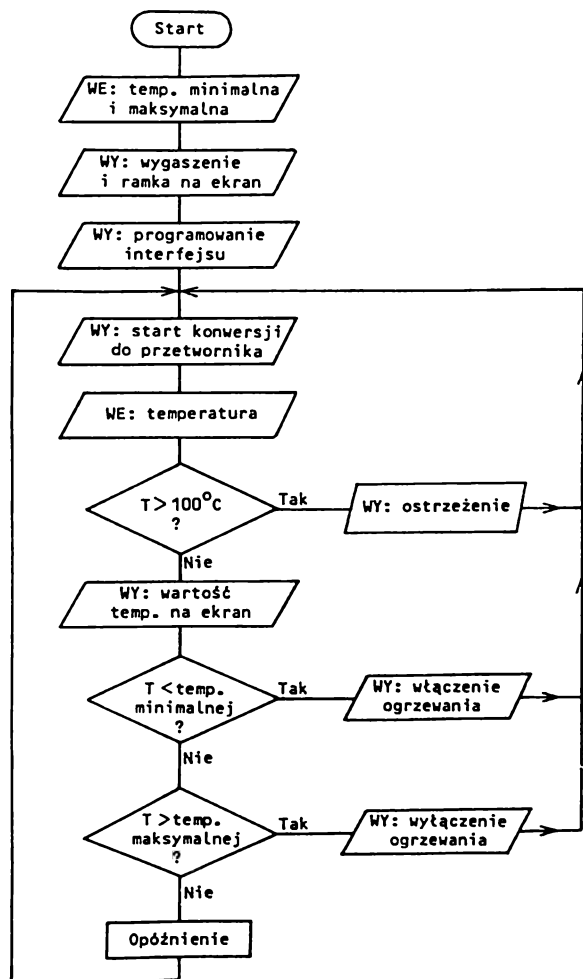 Start
WE: temp. minimalna
i maksymalna
WY: wygaszenie
i ramka na ekran
WY: programowanie
interfejsu
WY: start konwersji
do przetwornika
WE: temperatura
T > 100°C
?
Tak
WY: ostrzeżenie
Nie
WY: wartość
temp. na ekran
T < temp.
minimalnej
?
Tak
WY: włączenie
ogrzewania
Nie
T > temp.
maksymalnej
?
Tak
WY: wyłączenie
ogrzewania
Nie
Opóźnienie